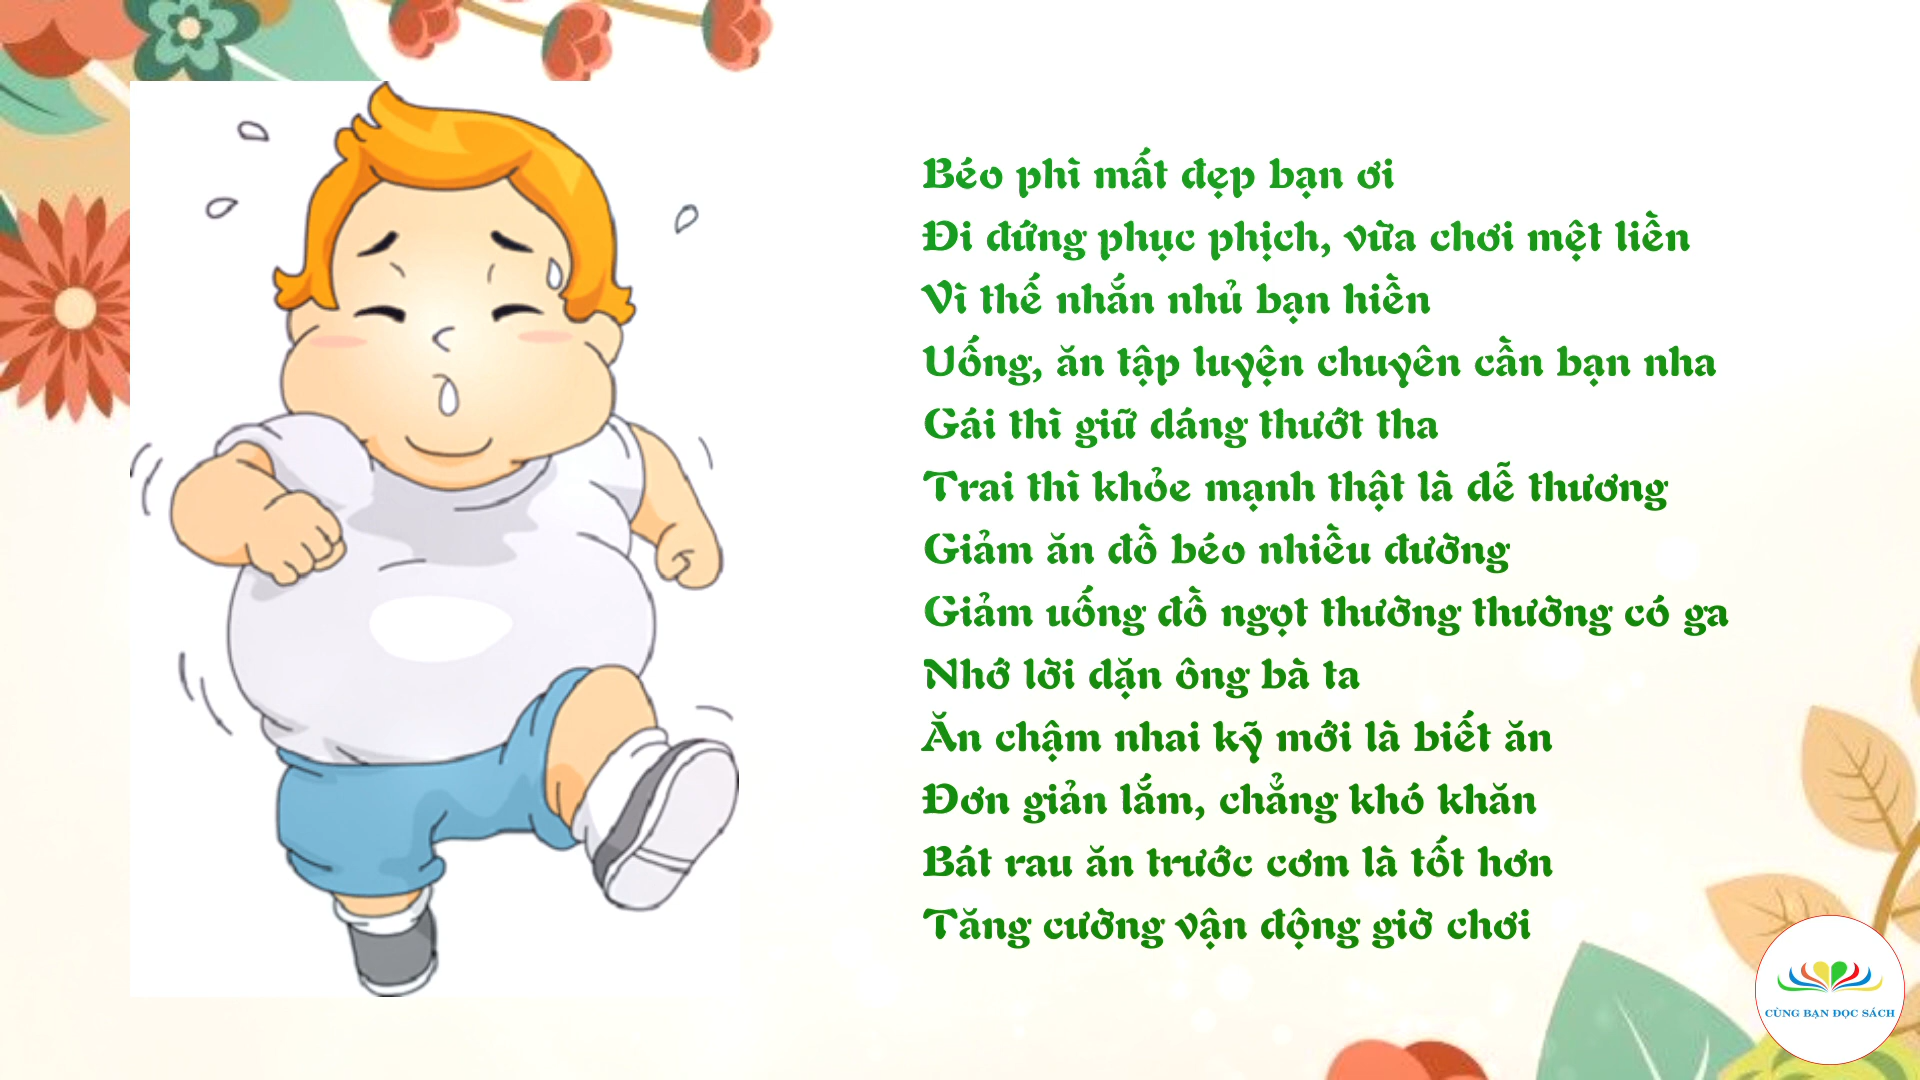 Béo phì mất đẹp bạn ơi
Đi đứng phục phịch, vừa chơi mệt liền
Vì thế nhắn nhủ bạn hiền
Uống, ăn tập luyện chuyên cần bạn nha
Gái thì giữ dáng thướt tha
Trai thì khỏe mạnh thật là dễ thương
Giảm ăn đồ béo nhiều đường
Giảm uống đồ ngọt thường thường có ga
Nhớ lời dặn ông bà ta
Ăn chậm nhai kỹ mới là biết ăn
Đơn giản lắm, chẳng khó khăn
Bát rau ăn trước cơm là tốt hơn
Tăng cường vận động giờ chơi
CÙNG BẠN ĐỌC SÁCH